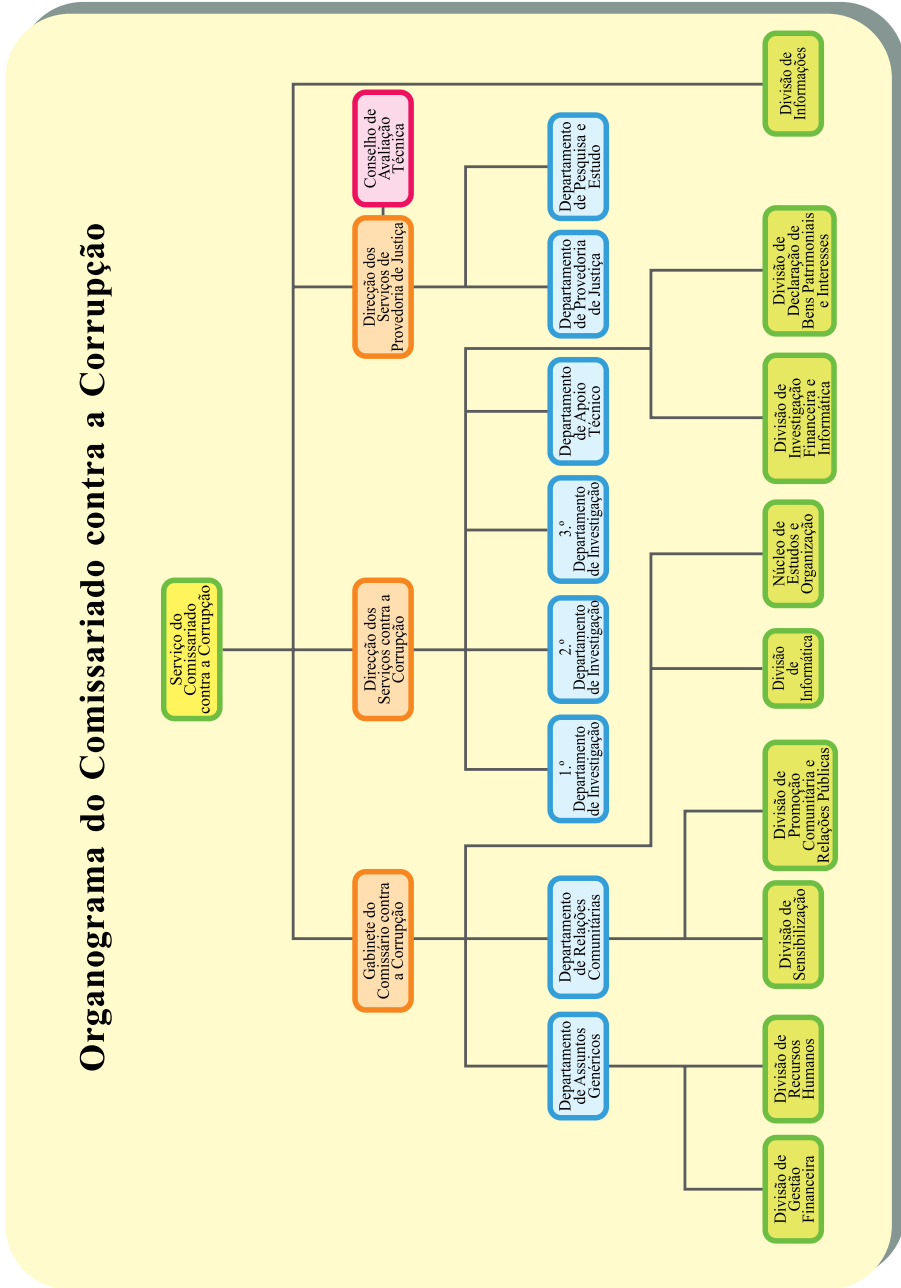 Organograma do Comissariado contra a Corrupção
Serviço do
Comissariado
contra a Corrupção
Gabinete do
Comissário contra
a Corrupção
Direcção dos
Serviços contra a
Corrupção
Direcção dos
Serviços de
Provedoria de Justiça
Conselho de
Avaliação
Técnica
Departamento
de Assuntos
Genéricos
Departamento
de Relações
Comunitárias
1.º
Departamento
de Investigação
2.º
Departamento
de Investigação
3.º
Departamento
de Investigação
Departamento
de Apoio
Técnico
Departamento
de Provedoria
de Justiça
Departamento
de Pesquisa e
Estudo
Divisão de
Gestão
Financeira
Divisão de
Recursos
Humanos
Divisão de
Sensibilização
Divisão de
Promoção
Comunitária e
Relações Públicas
Divisão
de
Informática
Núcleo de
Estudos e
Organização
Divisão de
Investigação
Financeira e
Informática
Divisão de
Declaração de
Bens Patrimoniais
e Interesses
Divisão de
Informações